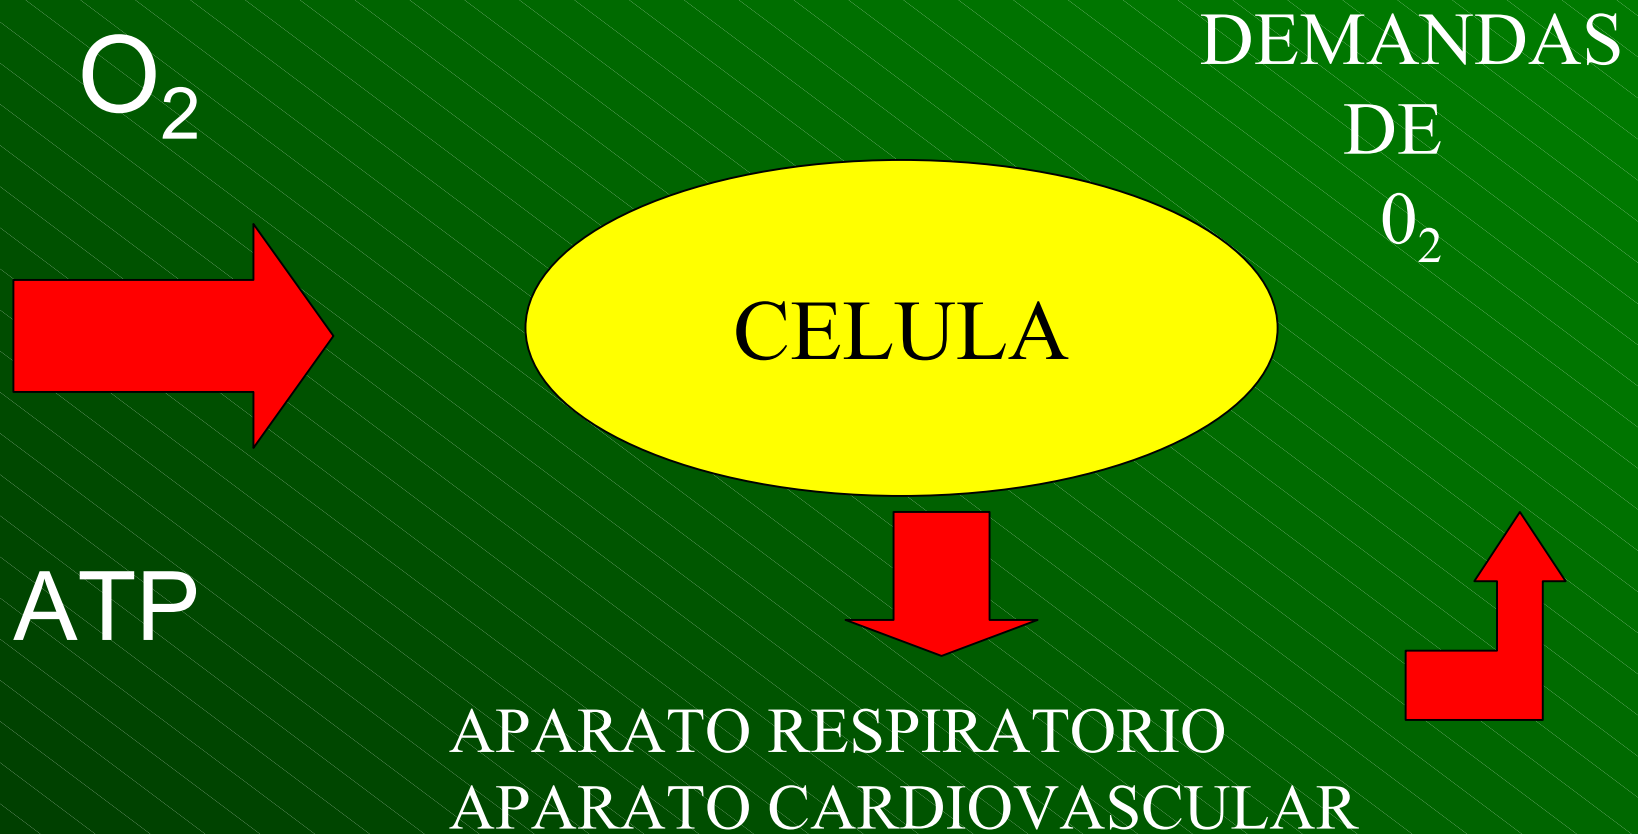 O₂
DEMANDAS
DE
0₂
CELULA
ATP
APARATO RESPIRATORIO
APARATO CARDIOVASCULAR